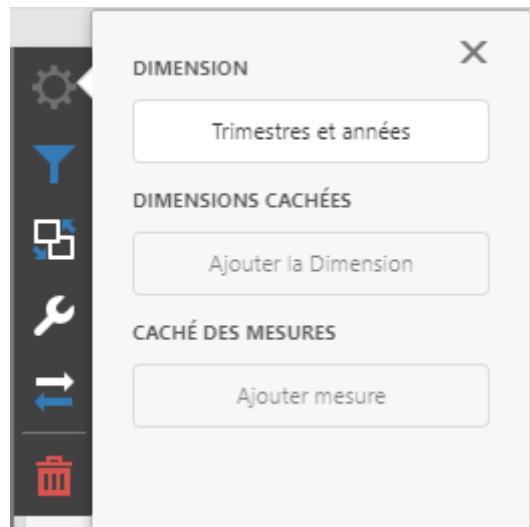 DIMENSION
Trimestres et années
DIMENSIONS CACHÉES
Ajouter la Dimension
CACHÉ DES MESURES
Ajouter mesure